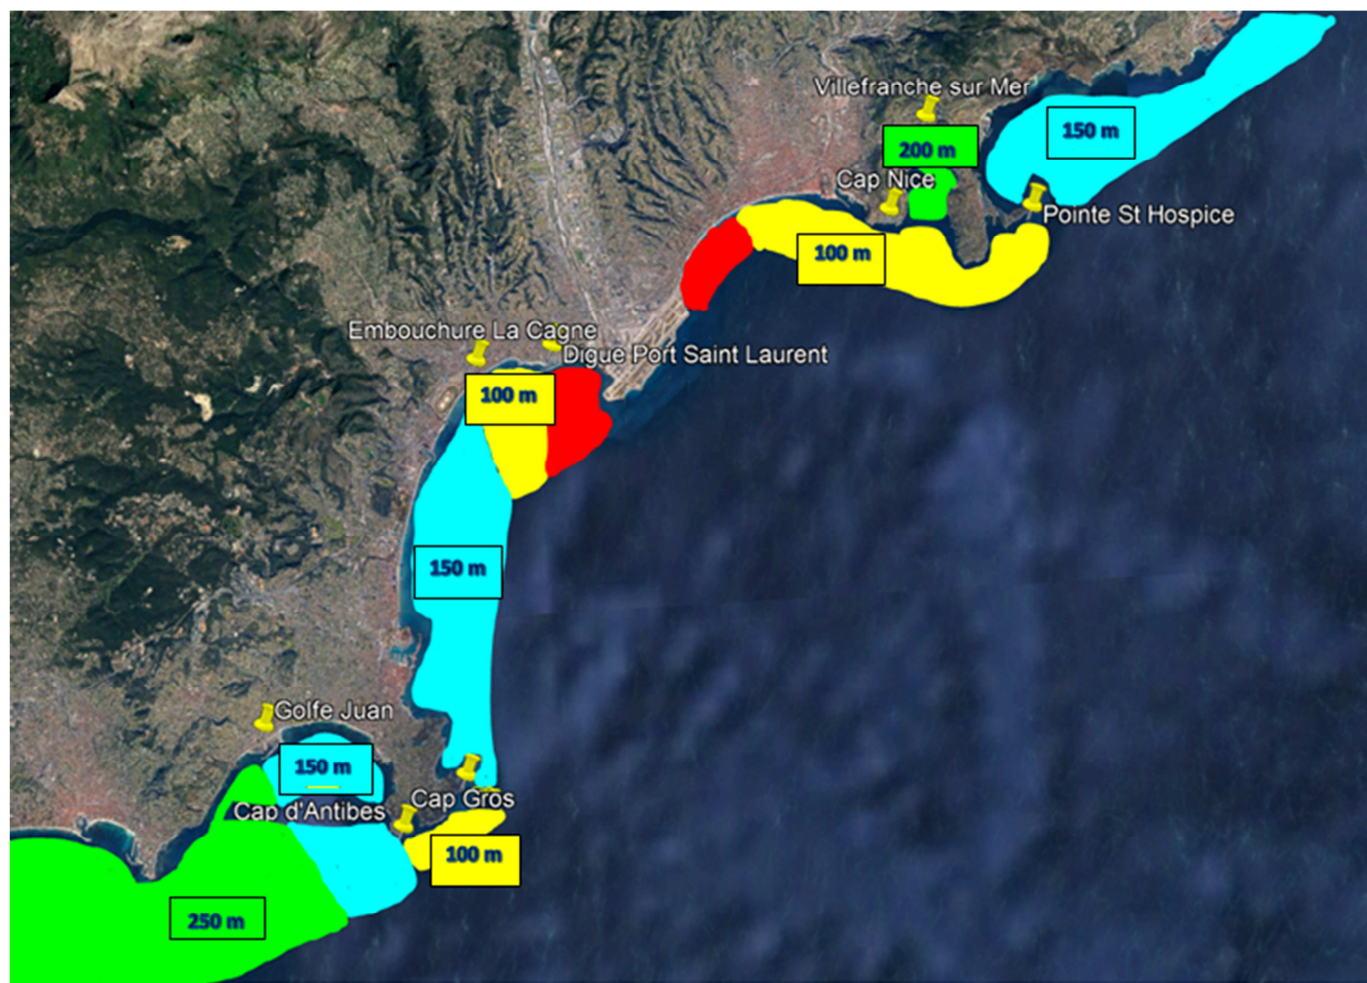 Villefranche sur Mer
150 m
200 m
Cap Nice
Pointe St Hospice
100 m
Embouchure La Cagne
Digue Port Saint Laurent
100 m
150 m
Golfe Juan
150 m
Cap d'Antibes
Cap Gros
100 m
250 m